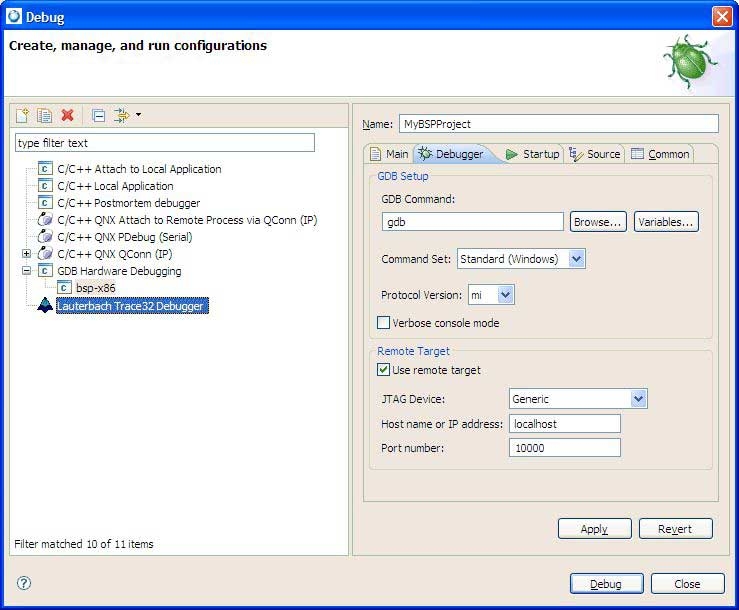 Debug
Create, manage, and run configurations
type filter text
C/C++ Attach to Local Application
C/C++ Local Application
C/C++ Postmortem debugger
C/C++ QNX Attach to Remote Process via QConn (IP)
C/C++ QNX PDebug (Serial)
C/C++ QNX QConn (IP)
GDB Hardware Debugging
bsp-x86
Lauterbach Trace32 Debugger
Filter matched 10 of 11 items
Name: MyBSPProject
Main Debugger Startup Source Common
GDB Setup
GDB Command:
gdb Browse... Variables...
Command Set: Standard (Windows)
Protocol Version: mi
Verbose console mode
Remote Target
Use remote target
JTAG Device: Generic
Host name or IP address: localhost
Port number: 10000
Apply Revert
Debug Close